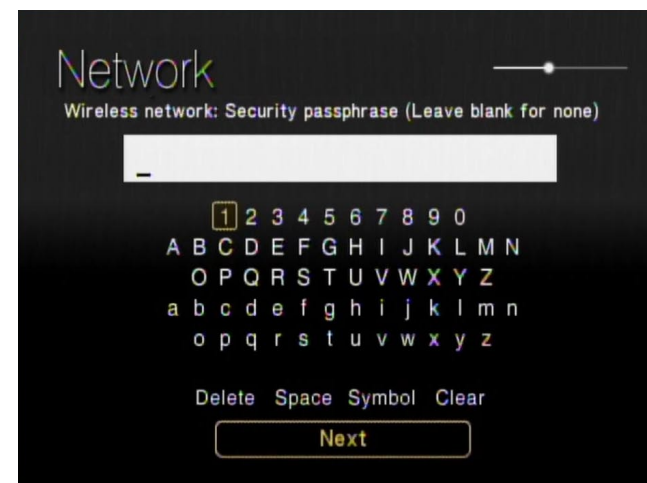 Network
Wireless network: Security passphrase (Leave blank for none)
_
1 2 3 4 5 6 7 8 9 0
A B C D E F G H I J K L M N
O P Q R S T U V W X Y Z
a b c d e f g h i j k l m n
o p q r s t u v w x y z
Delete Space Symbol Clear
Next